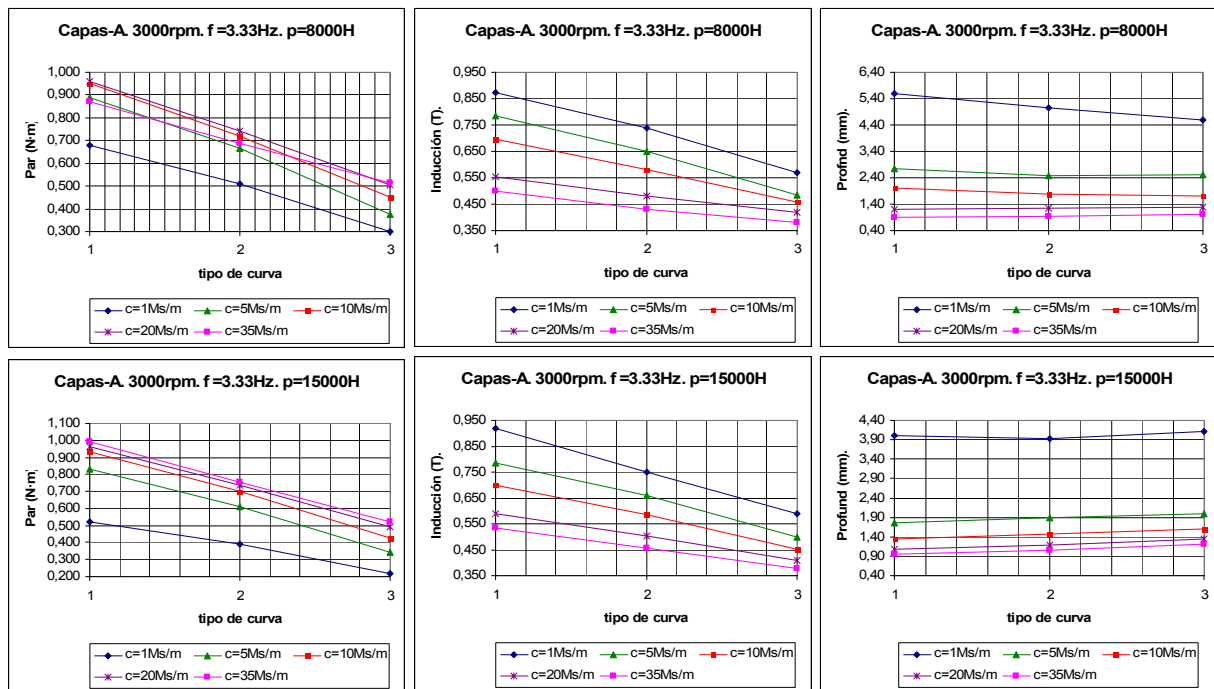 Capas-A. 3000rpm. f =3.33Hz. p=8000H
Par (N·m)
1,000
0,900
0,800
0,700
0,600
0,500
0,400
0,300
1 2 3
tipo de curva
c=1Ms/m c=5Ms/m c=10Ms/m
c=20Ms/m c=35Ms/m
Capas-A. 3000rpm. f =3.33Hz. p=8000H
Inducción (T).
0,950
0,850
0,750
0,650
0,550
0,450
0,350
1 2 3
tipo de curva
c=1Ms/m c=5Ms/m c=10Ms/m
c=20Ms/m c=35Ms/m
Capas-A. 3000rpm. f =3.33Hz. p=8000H
Profnd (mm).
6,40
5,40
4,40
3,40
2,40
1,40
0,40
1 2 3
tipo de curva
c=1Ms/m c=5Ms/m c=10Ms/m
c=20Ms/m c=35Ms/m
Capas-A. 3000rpm. f =3.33Hz. p=15000H
Par (N·m)
1,100
1,000
0,900
0,800
0,700
0,600
0,500
0,400
0,300
0,200
1 2 3
tipo de curva
c=1Ms/m c=5Ms/m c=10Ms/m
c=20Ms/m c=35Ms/m
Capas-A. 3000rpm. f =3.33Hz. p=15000H
Inducción (T).
0,950
0,850
0,750
0,650
0,550
0,450
0,350
1 2 3
tipo de curva
c=1Ms/m c=5Ms/m c=10Ms/m
c=20Ms/m c=35Ms/m
Capas-A. 3000rpm. f =3.33Hz. p=15000H
Profund (mm).
4,40
3,90
3,40
2,90
2,40
1,90
1,40
0,90
0,40
1 2 3
tipo de curva
c=1Ms/m c=5Ms/m c=10Ms/m
c=20Ms/m c=35Ms/m